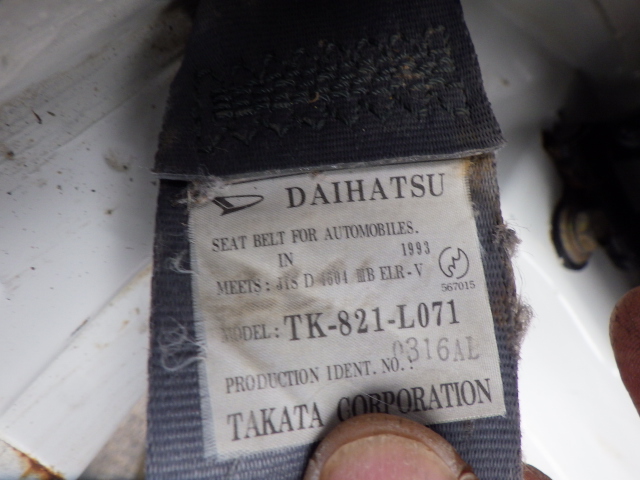 DAIHATSU
SEAT BELT FOR AUTOMOBILES.
IN 1993
MEETS: JIS D 4604 ⅢB ELR-V
567015
MODEL: TK-821-L071
PRODUCTION IDENT. NO.: 0316AL
TAKATA CORPORATION